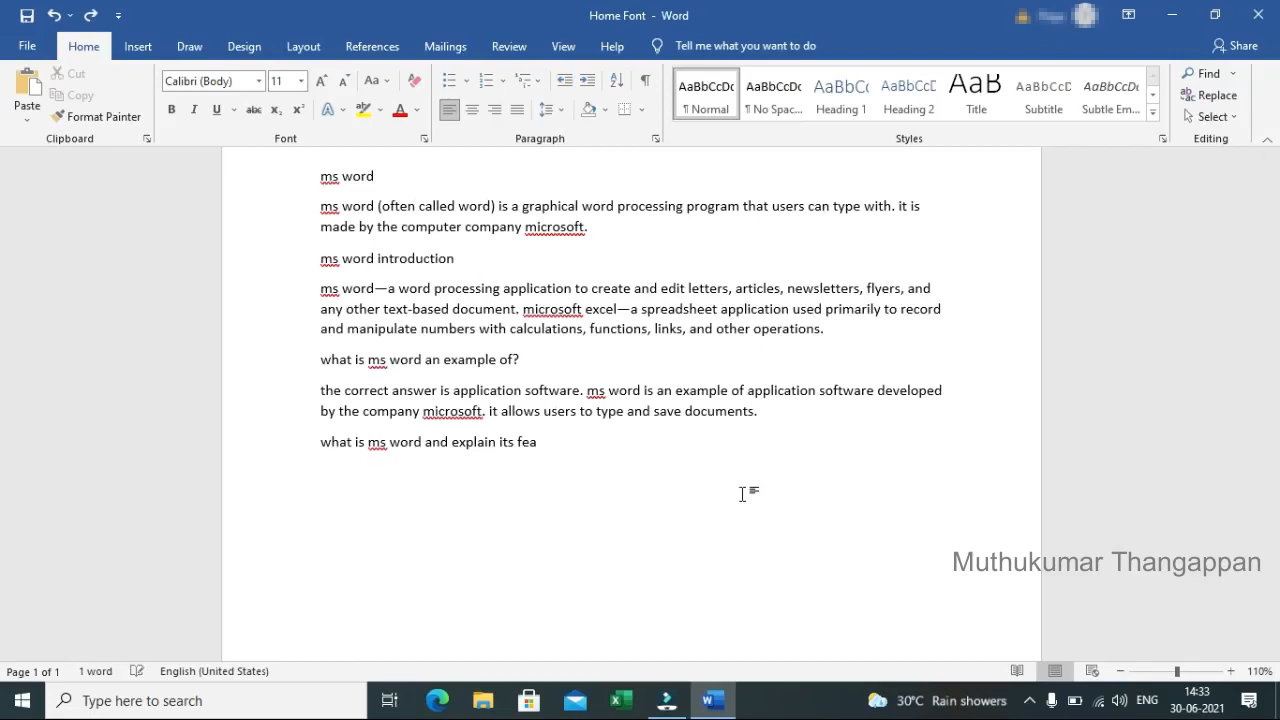 Home Font - Word
File Home Insert Draw Design Layout References Mailings Review View Help Tell me what you want to do Share
Paste Cut Copy Format Painter
Calibri (Body) 11 Aa
B I U abc x₂ x² A A
AaBbCcDc AaBbCcDc AaBbC( AaBbCcD AaB AaBbCcD AaBbCcDc
¶ Normal ¶ No Spac... Heading 1 Heading 2 Title Subtitle Subtle Em...
Find
Replace
Select
Clipboard Font Paragraph Styles Editing
ms word
ms word (often called word) is a graphical word processing program that users can type with. it is
made by the computer company microsoft.
ms word introduction
ms word—a word processing application to create and edit letters, articles, newsletters, flyers, and
any other text-based document. microsoft excel—a spreadsheet application used primarily to record
and manipulate numbers with calculations, functions, links, and other operations.
what is ms word an example of?
the correct answer is application software. ms word is an example of application software developed
by the company microsoft. it allows users to type and save documents.
what is ms word and explain its fea
Muthukumar Thangappan
Page 1 of 1 1 word English (United States) 110%
Type here to search 30°C Rain showers ENG 14:33
30-06-2021